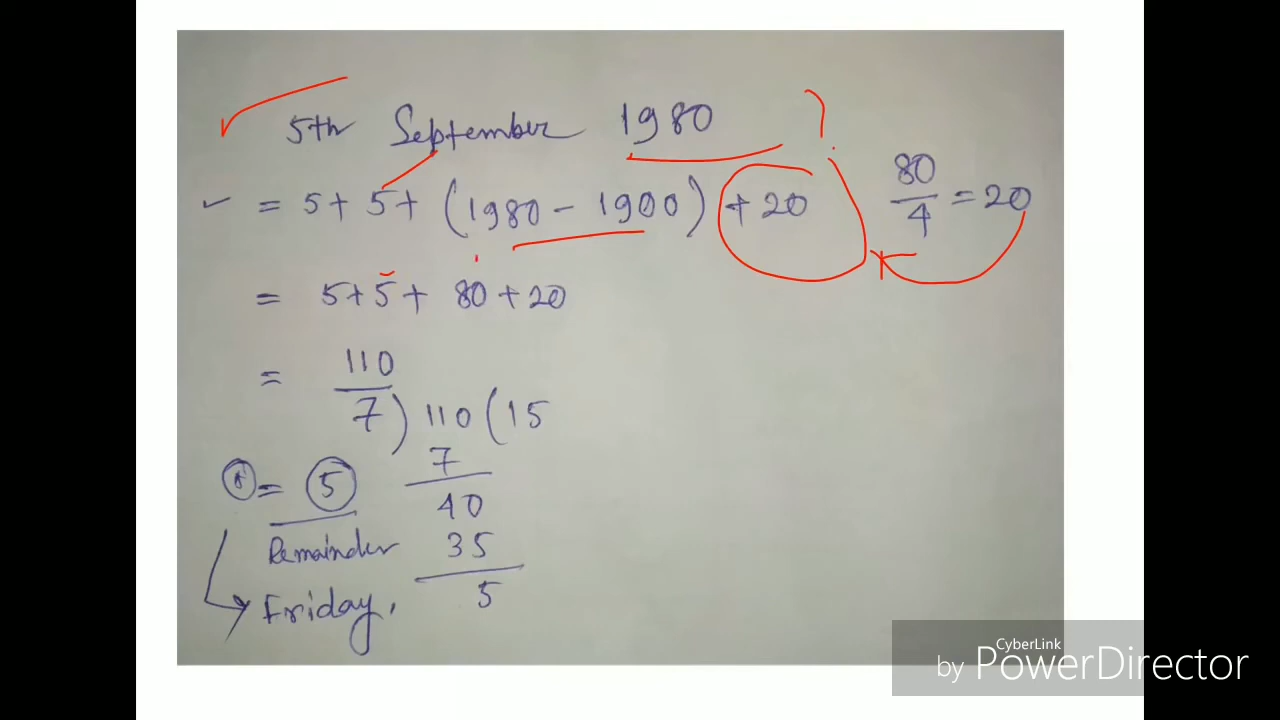 5th September 1980 ?
= 5 + 5 + (1980 - 1900) + 20
80/4 = 20
= 5 + 5 + 80 + 20
= 110/7
7 ) 110 ( 15
7
40
35
5
= 5
Remainder
Friday,
CyberLink
by PowerDirector